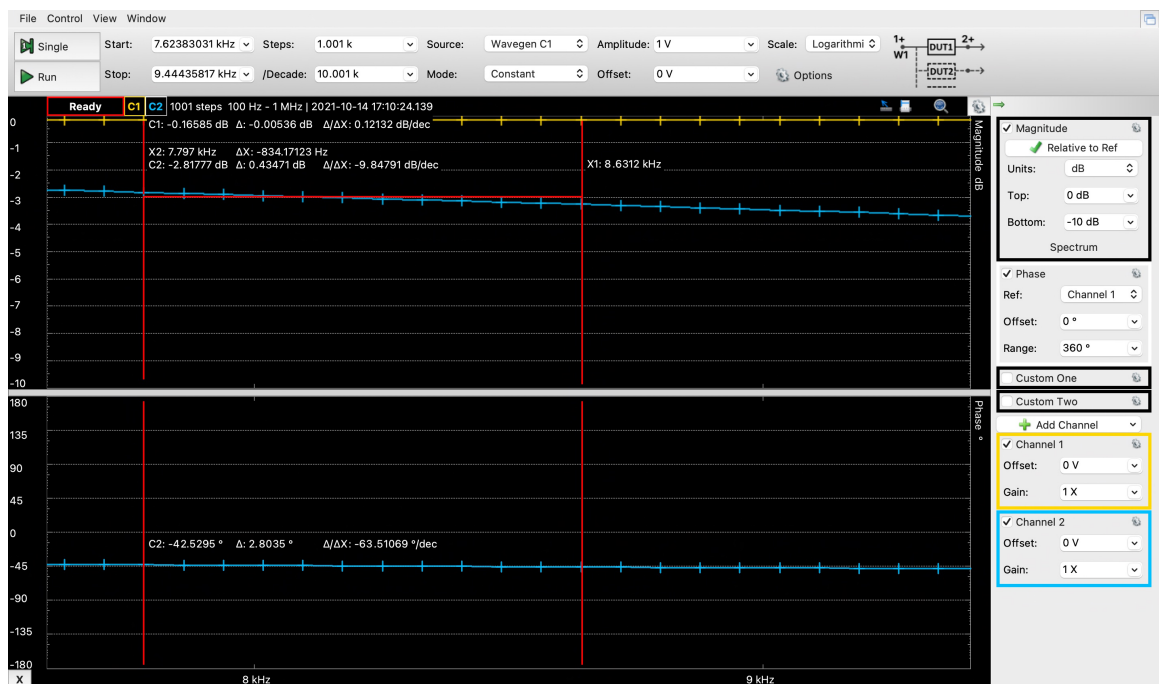 File Control View Window
Single Start: 7.62383031 kHz Steps: 1.001 k Source: Wavegen C1 Amplitude: 1 V Scale: Logarithmi
Run Stop: 9.44435817 kHz /Decade: 10.001 k Mode: Constant Offset: 0 V Options
1+ 2+
W1 DUT1
DUT2
Ready C1 C2 1001 steps 100 Hz - 1 MHz | 2021-10-14 17:10:24.139
C1: -0.16585 dB Δ: -0.00536 dB Δ/ΔX: 0.12132 dB/dec
X2: 7.797 kHz ΔX: -834.17123 Hz
C2: -2.81777 dB Δ: 0.43471 dB Δ/ΔX: -9.84791 dB/dec
X1: 8.6312 kHz
0
-1
-2
-3
-4
-5
-6
-7
-8
-9
-10
Magnitude dB
180
135
90
45
0
-45
-90
-135
-180
C2: -42.5295 ° Δ: 2.8035 ° Δ/ΔX: -63.51069 °/dec
Phase °
X 8 kHz 9 kHz
Magnitude
Relative to Ref
Units: dB
Top: 0 dB
Bottom: -10 dB
Spectrum
Phase
Ref: Channel 1
Offset: 0 °
Range: 360 °
Custom One
Custom Two
Add Channel
Channel 1
Offset: 0 V
Gain: 1 X
Channel 2
Offset: 0 V
Gain: 1 X